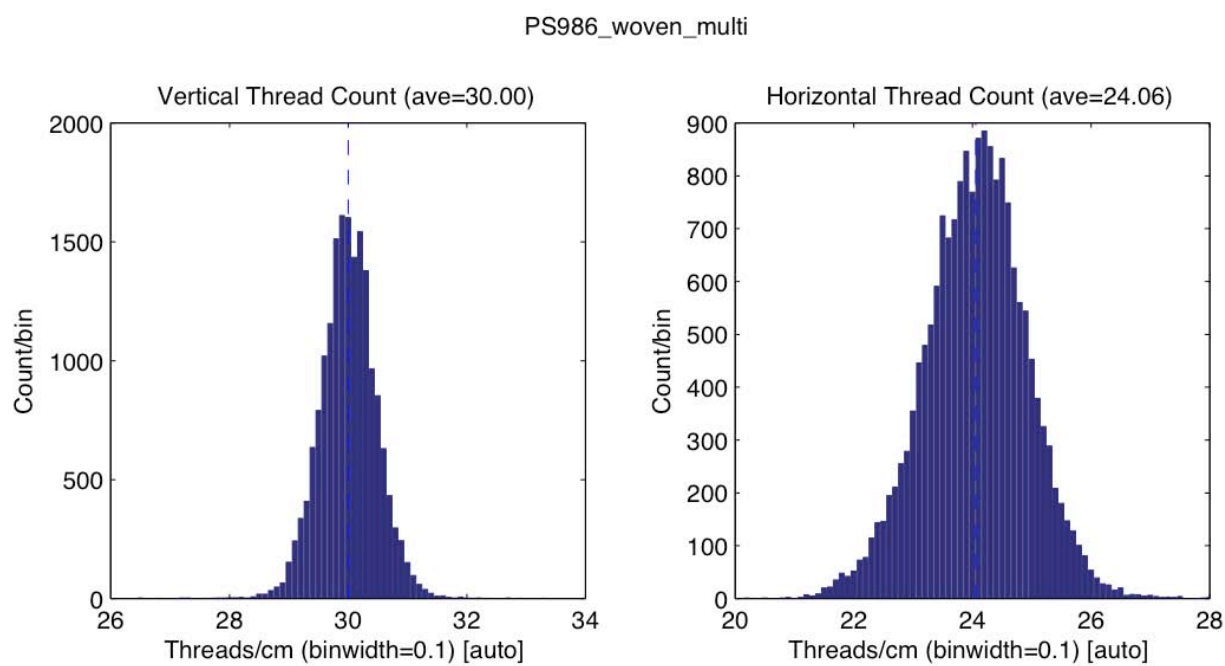 PS986_woven_multi
Vertical Thread Count (ave=30.00)
2000
1500
1000
500
0
Count/bin
26 28 30 32 34
Threads/cm (binwidth=0.1) [auto]
Horizontal Thread Count (ave=24.06)
900
800
700
600
500
400
300
200
100
0
Count/bin
20 22 24 26 28
Threads/cm (binwidth=0.1) [auto]